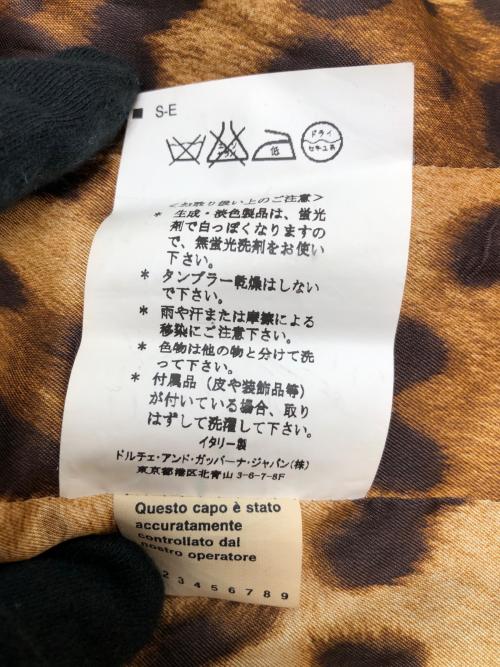 ■ S-E
エンソ
サラシ
低
ドライ
セキユ系
<お取り扱い上のご注意>
* 生成・淡色製品は、蛍光
剤で白っぽくなりますの
で、無蛍光洗剤をお使い
下さい。
* タンブラー乾燥はしない
で下さい。
* 雨や汗または摩擦による
移染にご注意下さい。
* 色物は他の物と分けて洗
って下さい。
* 付属品（皮や装飾品等）
が付いている場合、取り
はずして洗濯して下さい。
イタリー製
ドルチェ・アンド・ガッバーナ・ジャパン(株)
東京都港区北青山 3-6-7-8F
Questo capo è stato
accuratamente
controllato dal
nostro operatore
2 3 4 5 6 7 8 9